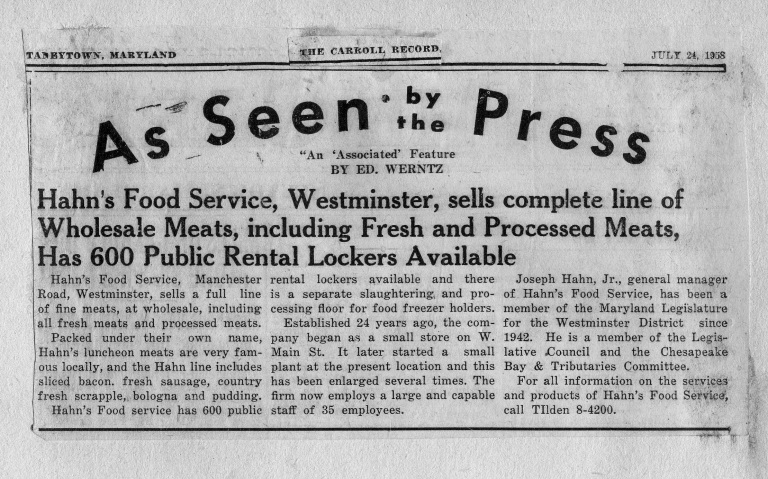 TANEYTOWN, MARYLAND THE CARROLL RECORD, JULY 24, 1958
As Seen by the Press
"An 'Associated' Feature
BY ED. WERNTZ
Hahn's Food Service, Westminster, sells complete line of
Wholesale Meats, including Fresh and Processed Meats,
Has 600 Public Rental Lockers Available
Hahn's Food Service, Manchester
Road, Westminster, sells a full line
of fine meats, at wholesale, including
all fresh meats and processed meats.
Packed under their own name,
Hahn's luncheon meats are very fam-
ous locally, and the Hahn line includes
sliced bacon. fresh sausage, country
fresh scrapple, bologna and pudding.
Hahn's Food service has 600 public
rental lockers available and there
is a separate slaughtering, and pro-
cessing floor for food freezer holders.
Established 24 years ago, the com-
pany began as a small store on W.
Main St. It later started a small
plant at the present location and this
has been enlarged several times. The
firm now employs a large and capable
staff of 35 employees.
Joseph Hahn, Jr., general manager
of Hahn's Food Service, has been a
member of the Maryland Legislature
for the Westminster District since
1942. He is a member of the Legis-
lative Council and the Chesapeake
Bay & Tributaries Committee.
For all information on the services
and products of Hahn's Food Service,
call TIlden 8-4200.